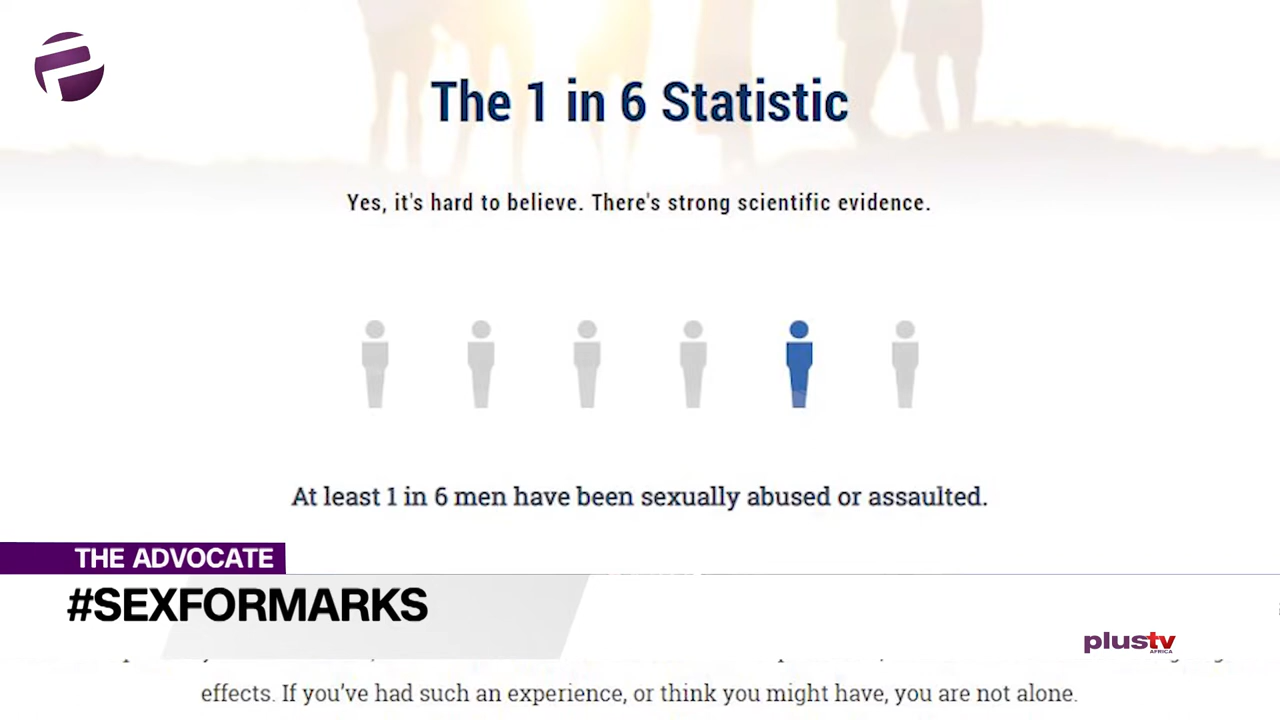 The 1 in 6 Statistic
Yes, it's hard to believe. There's strong scientific evidence.
At least 1 in 6 men have been sexually abused or assaulted.
THE ADVOCATE
#SEXFORMARKS
plustv
AFRICA
effects. If you've had such an experience, or think you might have, you are not alone.